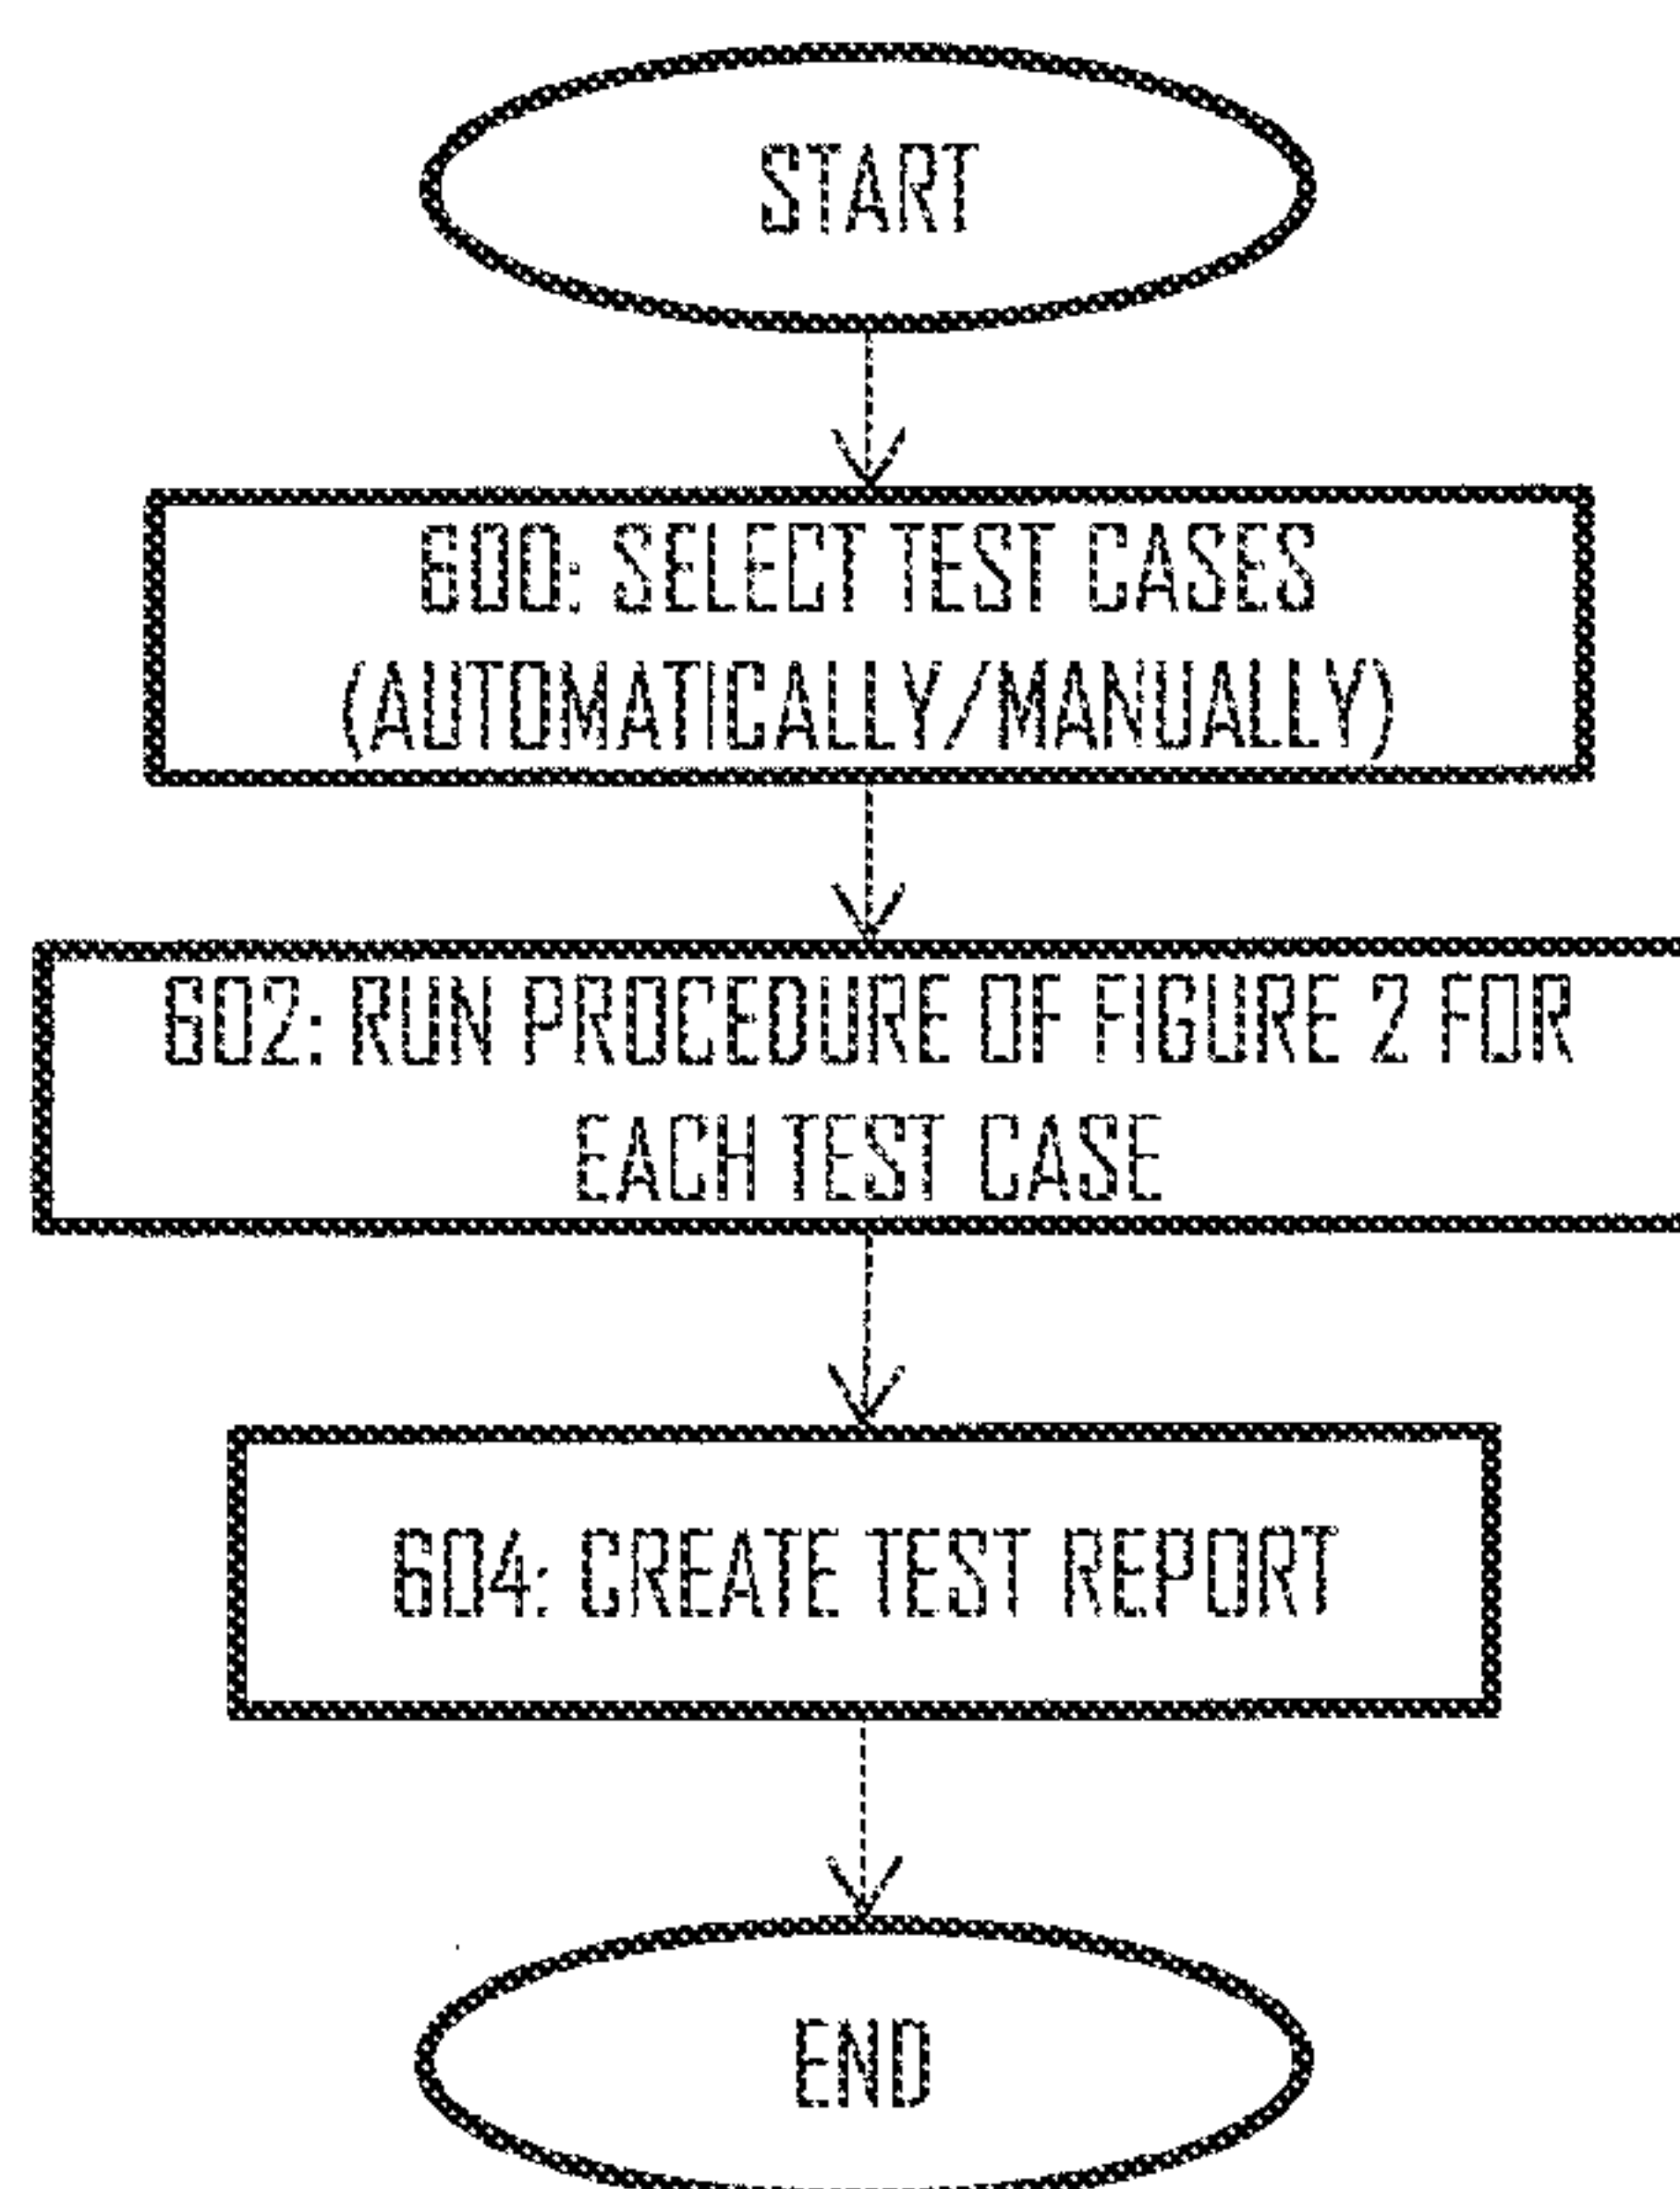 START
600: SELECT TEST CASES
(AUTOMATICALLY/MANUALLY)
602: RUN PROCEDURE OF FIGURE 2 FOR
EACH TEST CASE
604: CREATE TEST REPORT
END